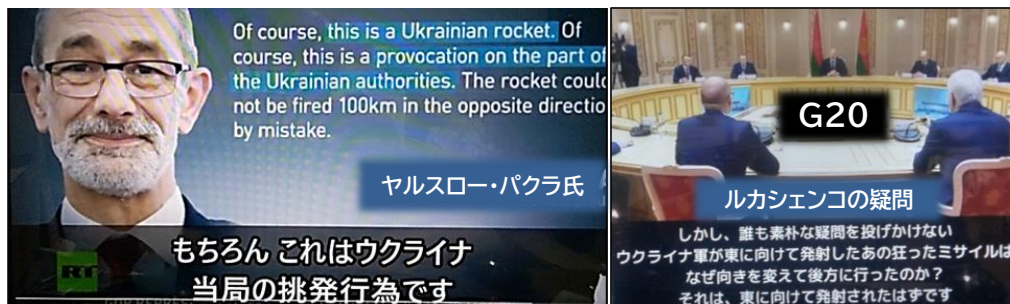 Of course, this is a Ukrainian rocket. Of
course, this is a provocation on the part of
the Ukrainian authorities. The rocket could
not be fired 100km in the opposite directio
by mistake.
ヤルスロー・パクラ氏
もちろん これはウクライナ
当局の挑発行為です
RT
G20
ルカシェンコの疑問
しかし、誰も素朴な疑問を投げかけない
ウクライナ軍が東に向けて発射したあの狂ったミサイルは
なぜ向きを変えて後方に行ったのか？
それは、東に向けて発射されたはずです